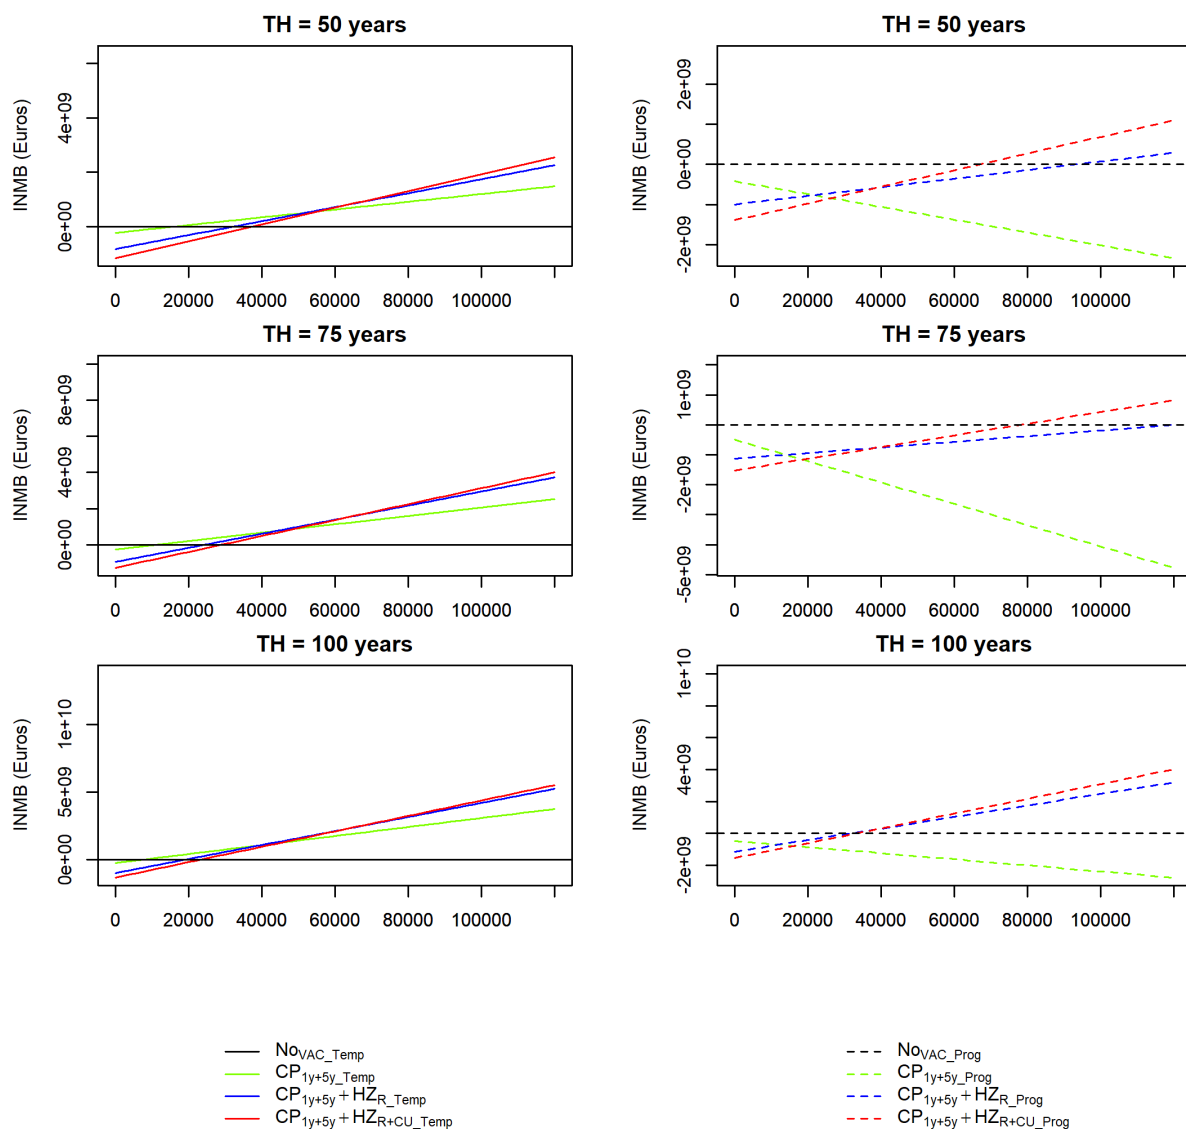 TH = 50 years
INMB (Euros)
0e+00 4e+09
0 20000 40000 60000 80000 100000
TH = 50 years
INMB (Euros)
-2e+09 0e+00 2e+09
0 20000 40000 60000 80000 100000
TH = 75 years
INMB (Euros)
0e+00 4e+09 8e+09
0 20000 40000 60000 80000 100000
TH = 75 years
INMB (Euros)
-5e+09 -2e+09 1e+09
0 20000 40000 60000 80000 100000
TH = 100 years
INMB (Euros)
0e+00 5e+09 1e+10
0 20000 40000 60000 80000 100000
TH = 100 years
INMB (Euros)
-2e+09 4e+09 1e+10
0 20000 40000 60000 80000 100000
NoVAC_Temp
CP1y+5y_Temp
CP1y+5y + HZR_Temp
CP1y+5y + HZR+CU_Temp
NoVAC_Prog
CP1y+5y_Prog
CP1y+5y + HZR_Prog
CP1y+5y + HZR+CU_Prog